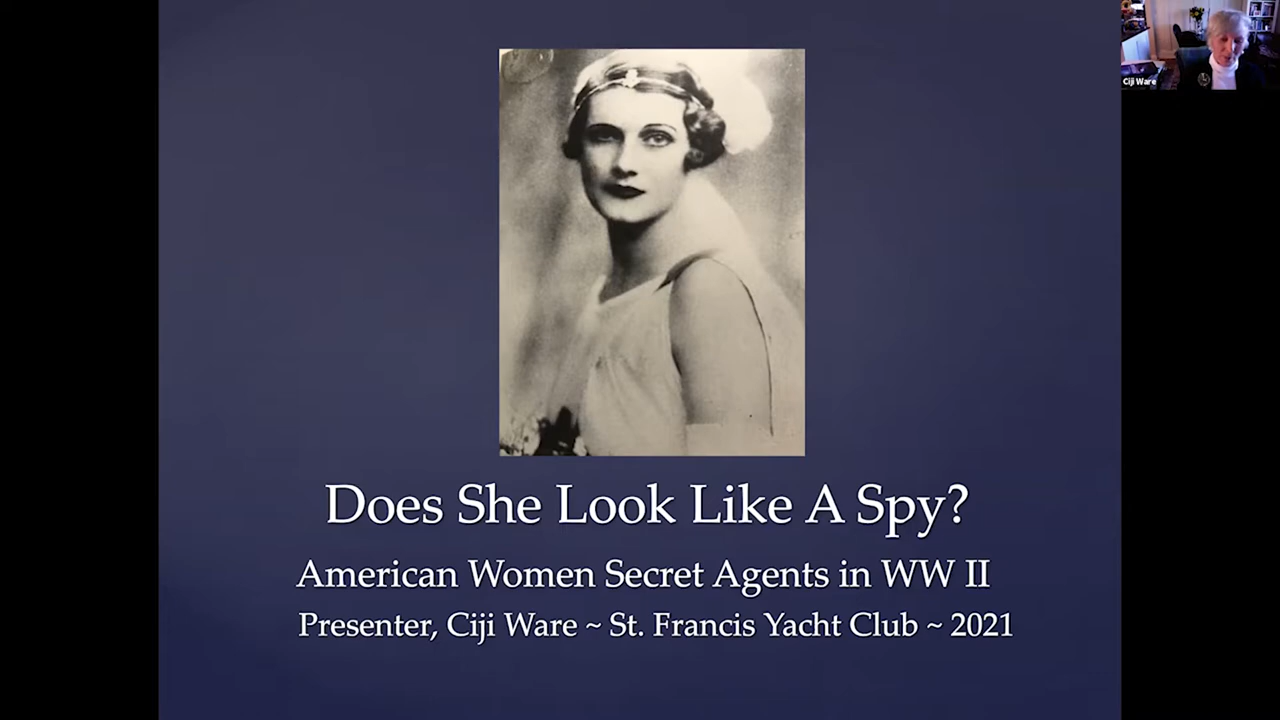 Ciji Ware
Does She Look Like A Spy?
American Women Secret Agents in WW II
Presenter, Ciji Ware ~ St. Francis Yacht Club ~ 2021